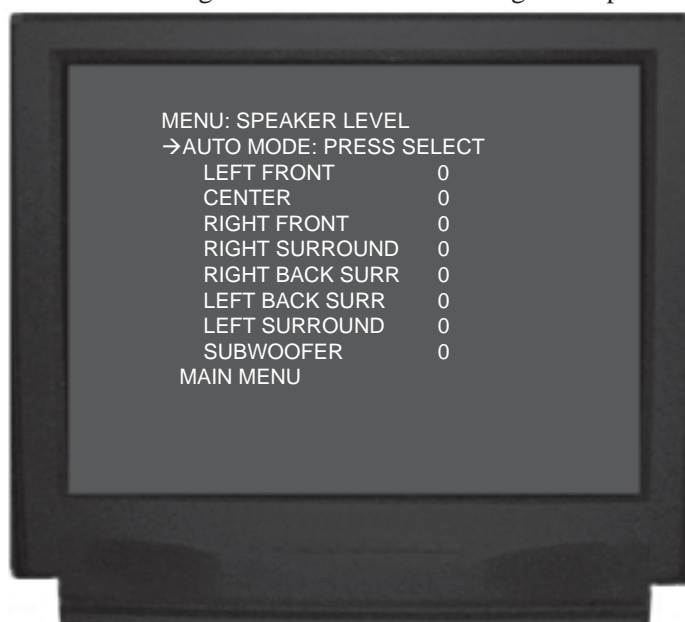 MENU: SPEAKER LEVEL
→AUTO MODE: PRESS SELECT
LEFT FRONT 0
CENTER 0
RIGHT FRONT 0
RIGHT SURROUND 0
RIGHT BACK SURR 0
LEFT BACK SURR 0
LEFT SURROUND 0
SUBWOOFER 0
MAIN MENU